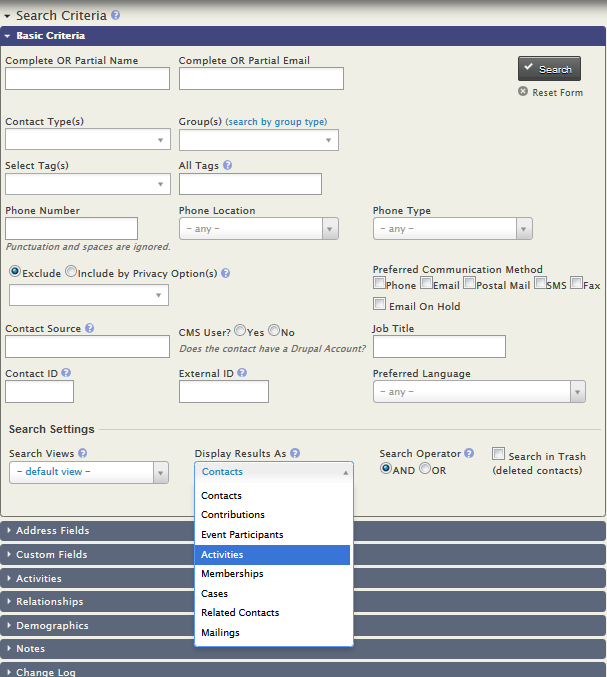 Search Criteria
Basic Criteria
Complete OR Partial Name
Complete OR Partial Email
Search
Reset Form
Contact Type(s)
Group(s) (search by group type)
Select Tag(s)
All Tags
Phone Number
Phone Location
Phone Type
- any -
- any -
Punctuation and spaces are ignored.
Exclude Include by Privacy Option(s)
Preferred Communication Method
Phone Email Postal Mail SMS Fax
Email On Hold
Contact Source
CMS User? Yes No
Job Title
Does the contact have a Drupal Account?
Contact ID
External ID
Preferred Language
- any -
Search Settings
Search Views
Display Results As
Search Operator
Search in Trash
(deleted contacts)
- default view -
Contacts
AND OR
Contacts
Contributions
Event Participants
Activities
Memberships
Cases
Related Contacts
Mailings
Address Fields
Custom Fields
Activities
Relationships
Demographics
Notes
Change Log